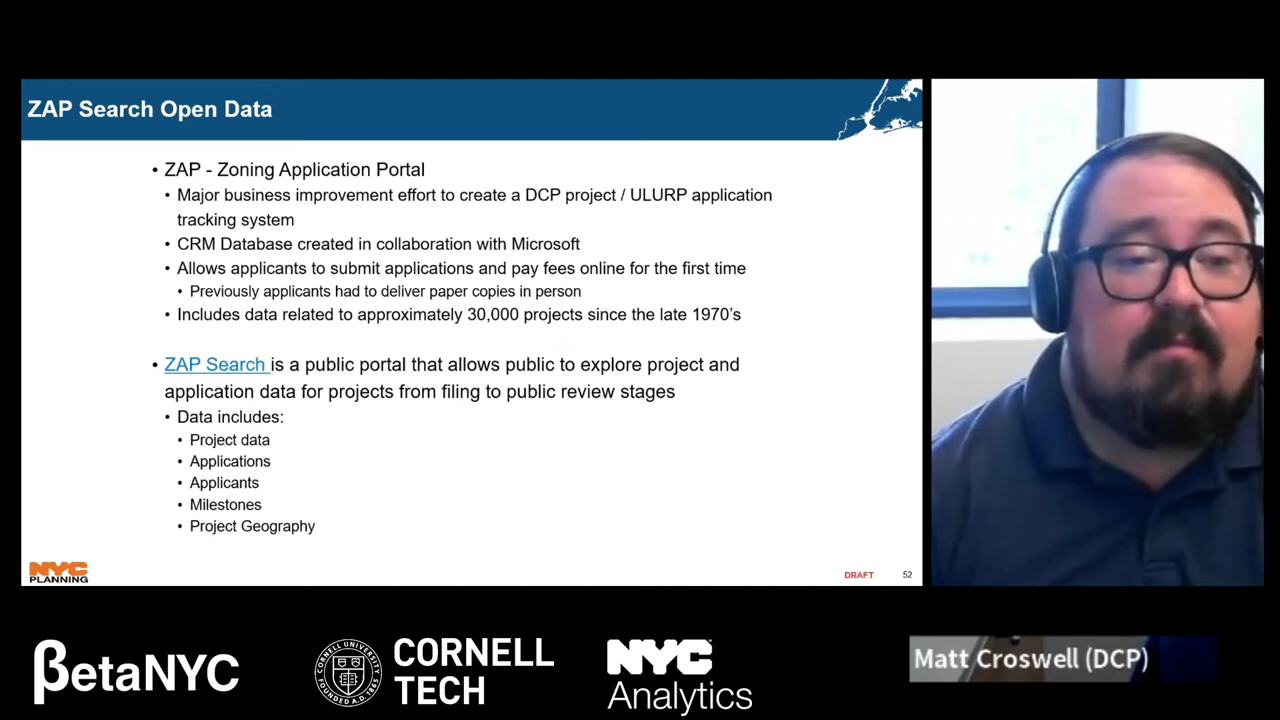 ZAP Search Open Data
• ZAP - Zoning Application Portal
• Major business improvement effort to create a DCP project / ULURP application
tracking system
• CRM Database created in collaboration with Microsoft
• Allows applicants to submit applications and pay fees online for the first time
• Previously applicants had to deliver paper copies in person
• Includes data related to approximately 30,000 projects since the late 1970's
• ZAP Search is a public portal that allows public to explore project and
application data for projects from filing to public review stages
• Data includes:
• Project data
• Applications
• Applicants
• Milestones
• Project Geography
NYC
PLANNING
DRAFT
52
βetaNYC
CORNELL UNIVERSITY
FOUNDED A.D. 1865
CORNELL
TECH
NYC
Analytics
Matt Croswell (DCP)